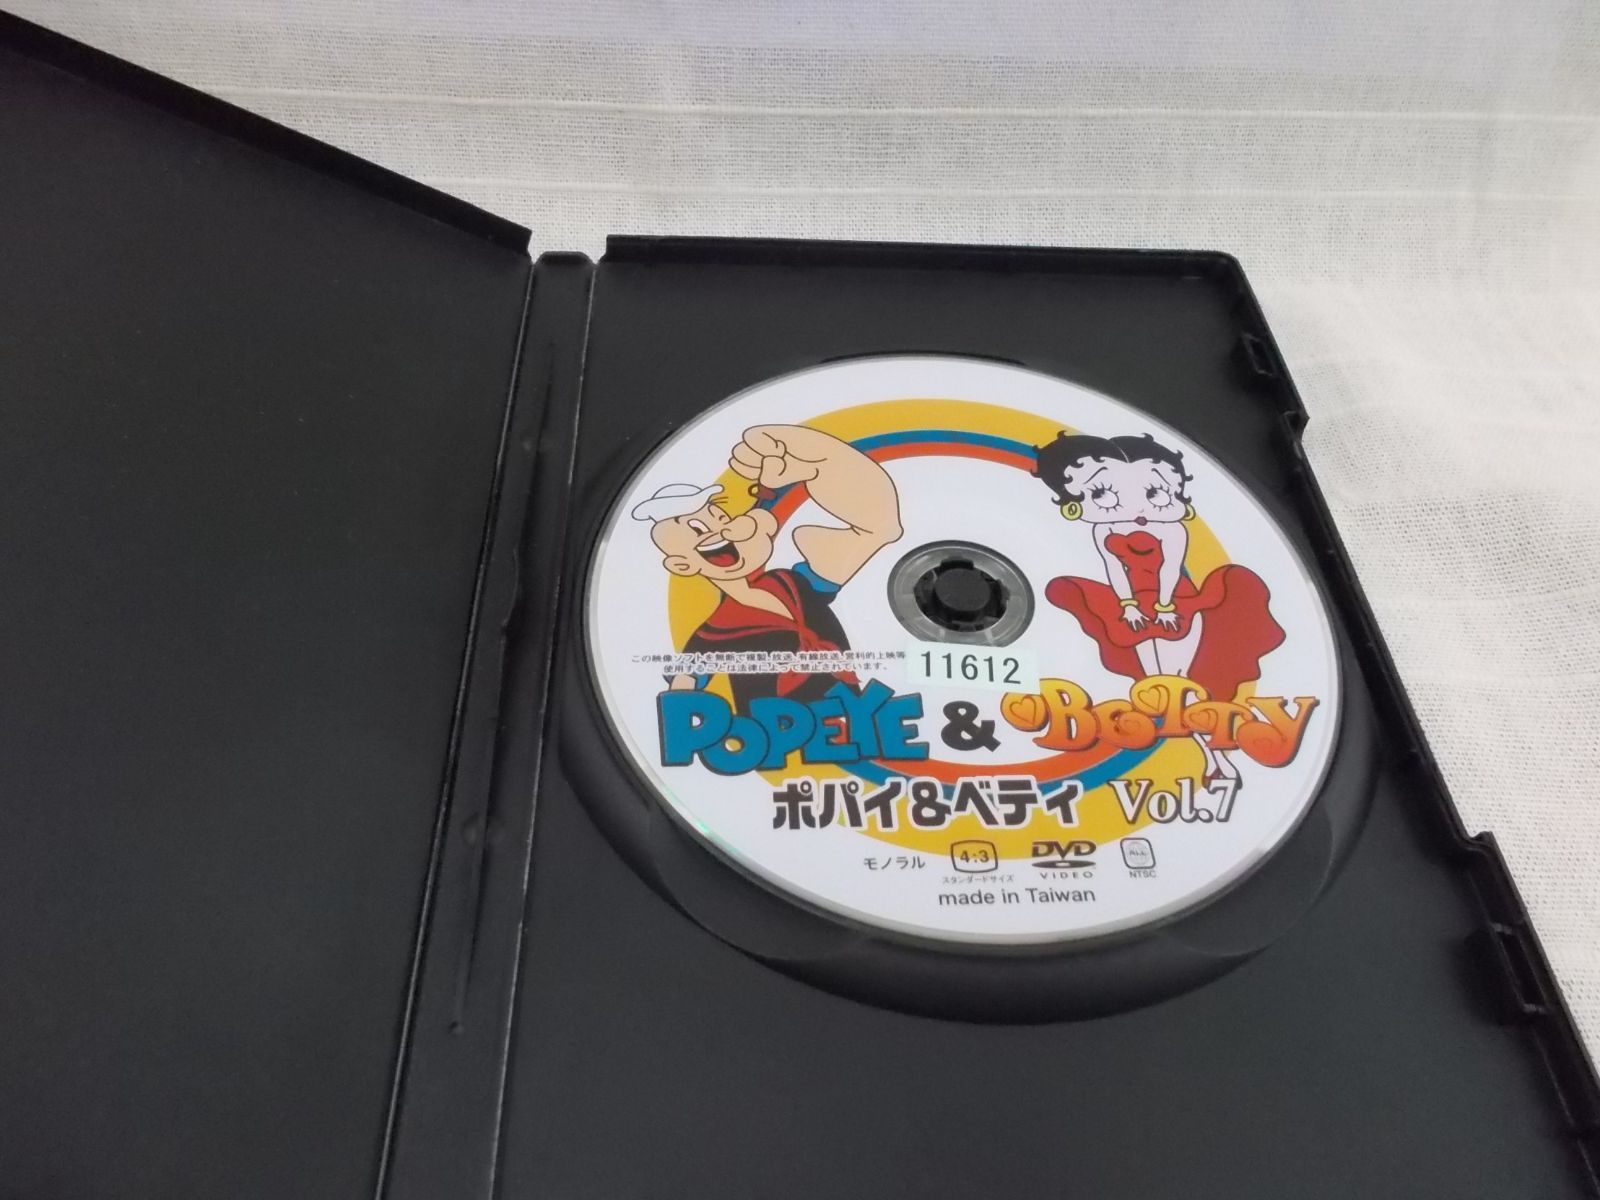 この映像ソフトを無断で複製、放送、有線放送、営利的上映等
使用することは法律によって禁止されています。
11612
POPEYE & BETTY
ポパイ&ベティ Vol.7
モノラル
4:3
スタンダードサイズ
DVD
VIDEO
ALL
NTSC
made in Taiwan